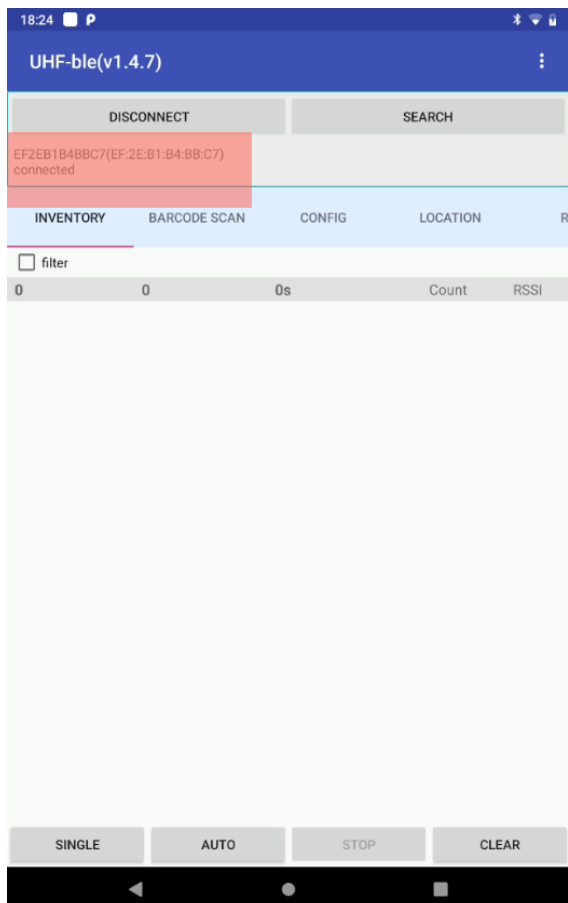 18:24
UHF-ble(v1.4.7)
DISCONNECT SEARCH
EF2EB1B4BBC7(EF:2E:B1:B4:BB:C7)
connected
INVENTORY BARCODE SCAN CONFIG LOCATION R
filter
0 0 0s Count RSSI
SINGLE AUTO STOP CLEAR